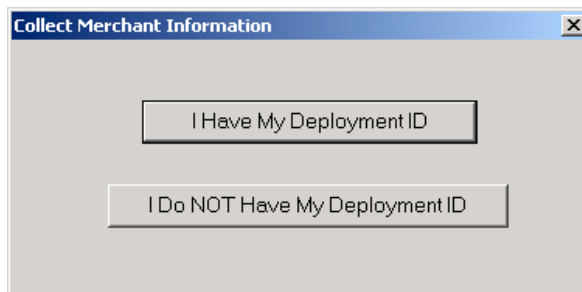 Collect Merchant Information
I Have My Deployment ID
I Do NOT Have My Deployment ID